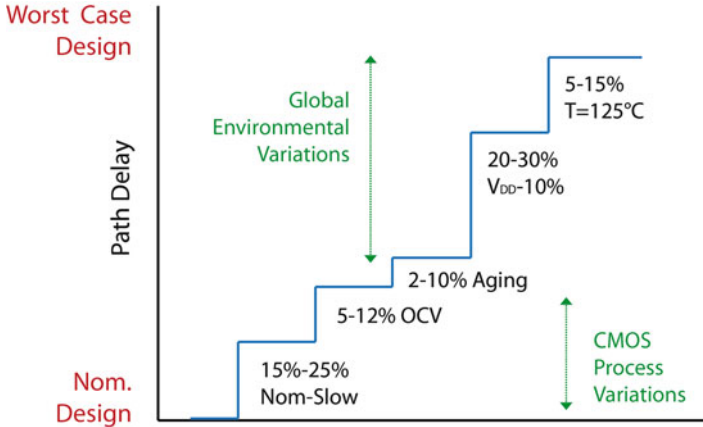 Worst Case
Design
Path Delay
Nom.
Design
Global
Environmental
Variations
5-15%
T=125°C
20-30%
VDD-10%
2-10% Aging
5-12% OCV
15%-25%
Nom-Slow
CMOS
Process
Variations